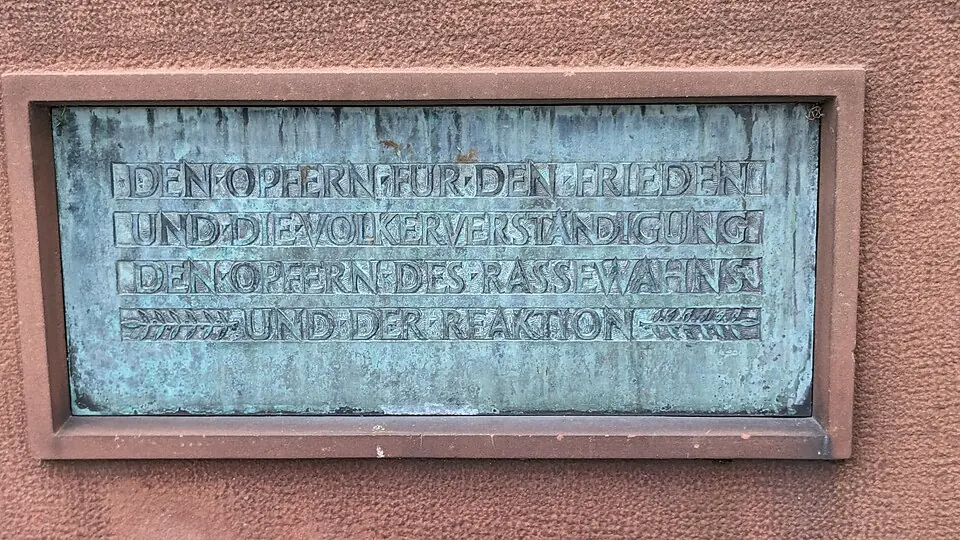 DEN·OPFERN·FÜR·DEN·FRIEDEN
UND·DIE·VÖLKERVERSTÄNDIGUNG
DEN·OPFERN·DES·RASSEWAHNS
UND·DER·REAKTION